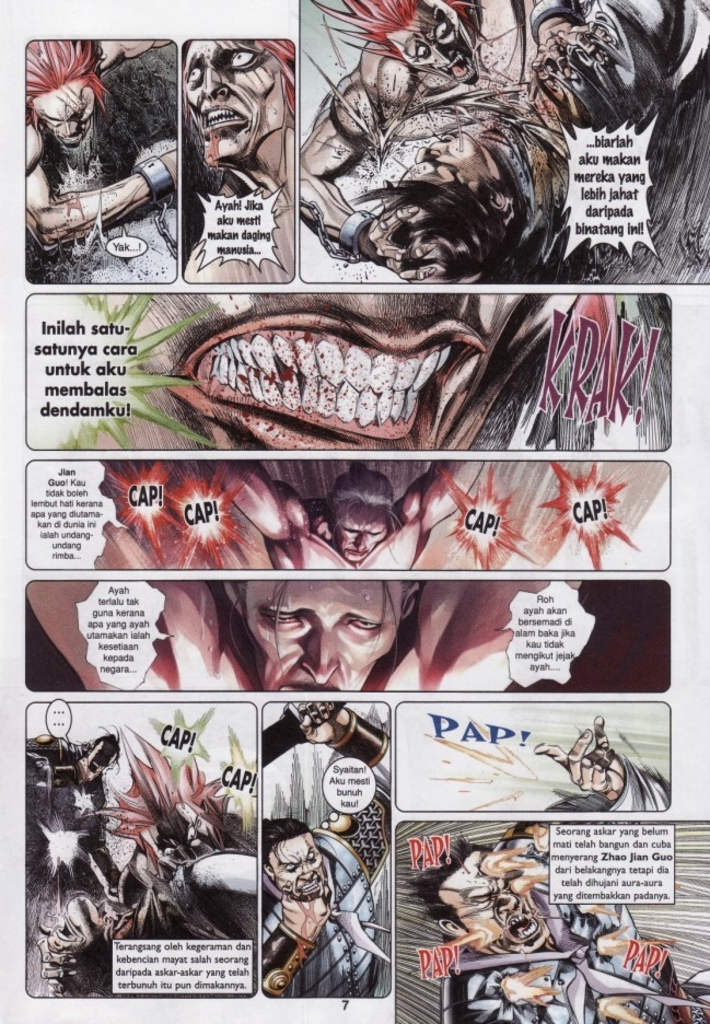 Yak...!
Ayah! Jika
aku mesti
makan daging
manusia...
...biarlah
aku makan
mereka yang
lebih jahat
daripada
binatang ini!
Inilah satu-
satunya cara
untuk aku
membalas
dendamku!
KRAK!
Jian
Guo! Kau
tidak boleh
lembut hati kerana
apa yang diutama-
kan di dunia ini
ialah undang-
undang
rimba...
CAP!
CAP!
CAP!
CAP!
Ayah
terlalu tak
guna kerana
apa yang ayah
utamakan ialah
kesetiaan
kepada
negara...
Roh
ayah akan
bersemadi di
alam baka jika
kau tidak
mengikut jejak
ayah....
...
...
CAP!
CAP!
Terangsang oleh kegeraman dan
kebencian mayat salah seorang
daripada askar-askar yang telah
terbunuh itu pun dimakannya.
Syaitan!
Aku mesti
bunuh
kau!
PAP!
PAP!
Seorang askar yang belum
mati telah bangun dan cuba
menyerang Zhao Jian Guo
dari belakangnya tetapi dia
telah dihujani aura-aura
yang ditembakkan padanya.
PAP!
PAP!
7